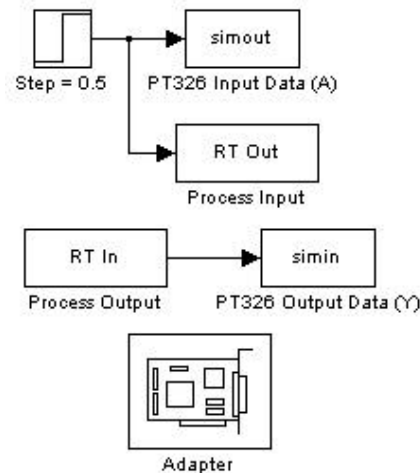 simout
Step = 0.5
PT326 Input Data (A)
RT Out
Process Input
RT In
simin
Process Output
PT326 Output Data (Y)
Adapter